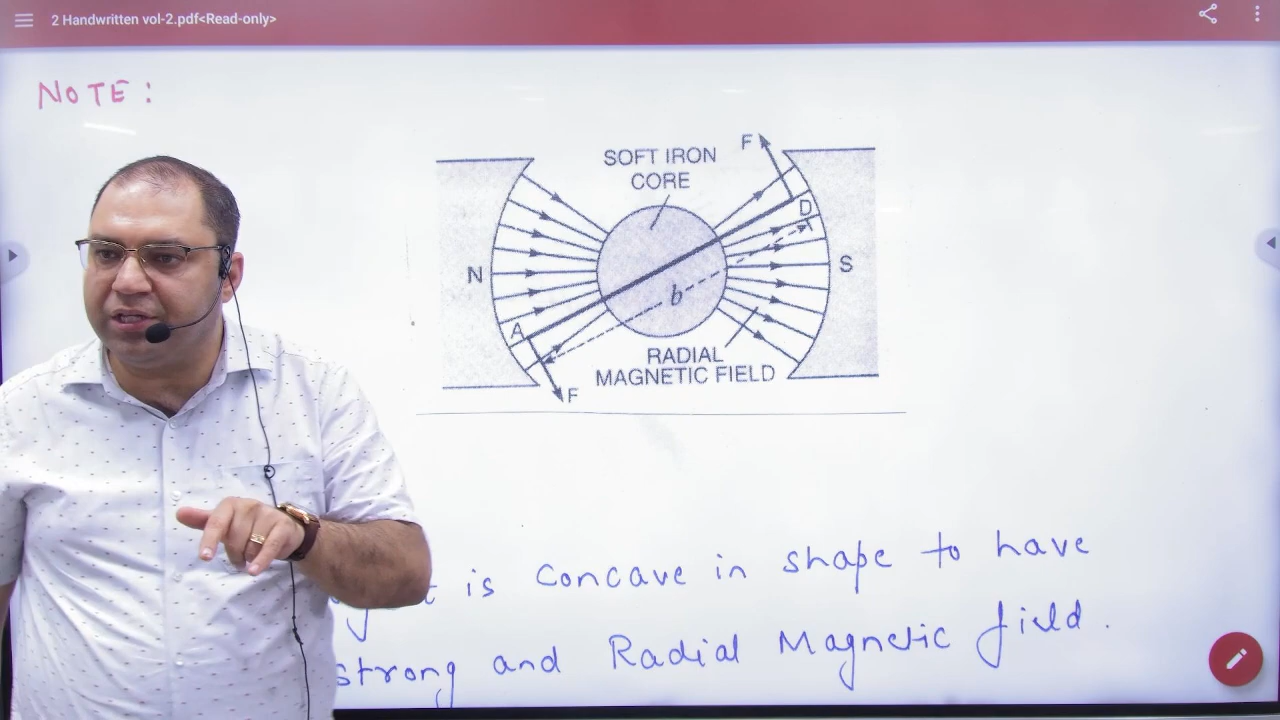 2 Handwritten vol-2.pdf<Read-only>
NOTE :
SOFT IRON
CORE
F
D
N
S
b
A
RADIAL
MAGNETIC FIELD
F
is concave in shape to have
strong and Radial Magnetic field.